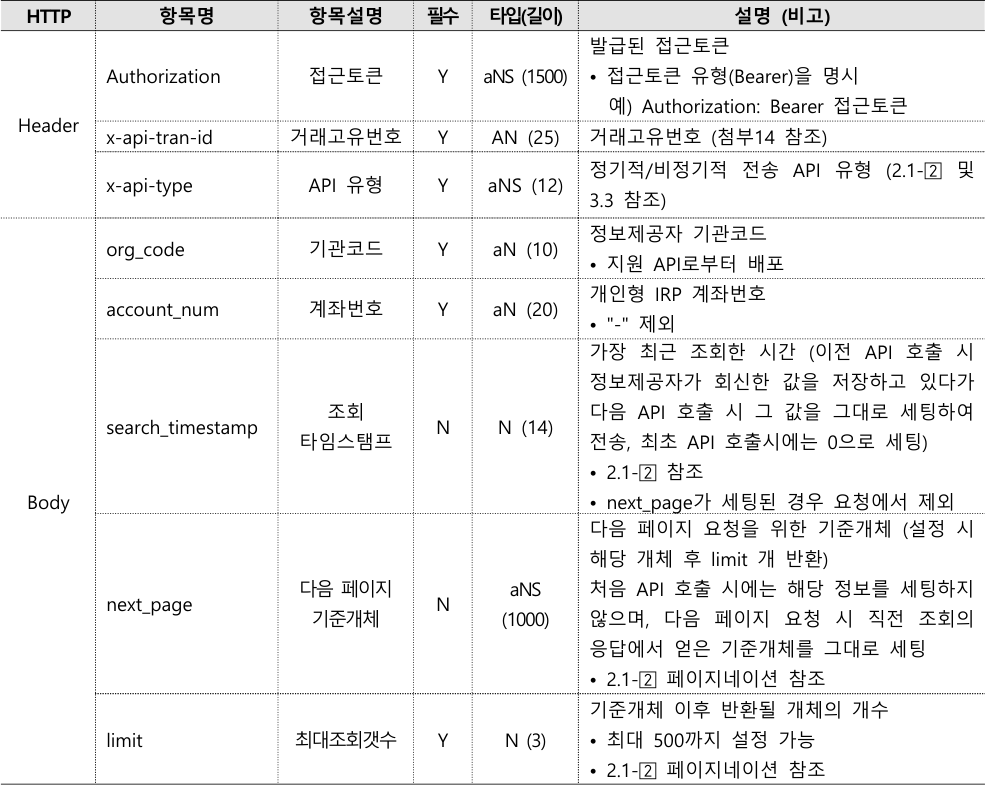 HTTP 항목명 항목설명 필수 타입(길이) 설명 (비고)
Header
Authorization 접근토큰 Y aNS (1500)
발급된 접근토큰
• 접근토큰 유형(Bearer)을 명시
예) Authorization: Bearer 접근토큰
x-api-tran-id 거래고유번호 Y AN (25) 거래고유번호 (첨부14 참조)
x-api-type API 유형 Y aNS (12)
정기적/비정기적 전송 API 유형 (2.1-② 및
3.3 참조)
Body
org_code 기관코드 Y aN (10)
정보제공자 기관코드
• 지원 API로부터 배포
account_num 계좌번호 Y aN (20)
개인형 IRP 계좌번호
• "-" 제외
search_timestamp
조회
타임스탬프
N N (14)
가장 최근 조회한 시간 (이전 API 호출 시
정보제공자가 회신한 값을 저장하고 있다가
다음 API 호출 시 그 값을 그대로 세팅하여
전송, 최초 API 호출시에는 0으로 세팅)
• 2.1-② 참조
• next_page가 세팅된 경우 요청에서 제외
next_page
다음 페이지
기준개체
N
aNS
(1000)
다음 페이지 요청을 위한 기준개체 (설정 시
해당 개체 후 limit 개 반환)
처음 API 호출 시에는 해당 정보를 세팅하지
않으며, 다음 페이지 요청 시 직전 조회의
응답에서 얻은 기준개체를 그대로 세팅
• 2.1-② 페이지네이션 참조
limit 최대조회갯수 Y N (3)
기준개체 이후 반환될 개체의 개수
• 최대 500까지 설정 가능
• 2.1-② 페이지네이션 참조